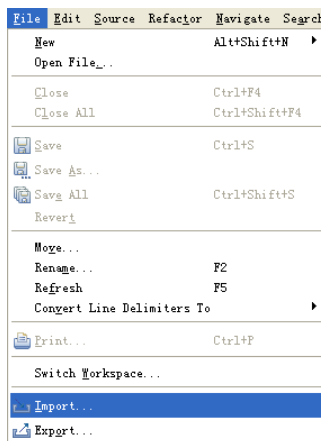 File Edit Source Refactor Navigate Search
New Alt+Shift+N
Open File...
Close Ctrl+F4
Close All Ctrl+Shift+F4
Save Ctrl+S
Save As...
Save All Ctrl+Shift+S
Revert
Move...
Rename... F2
Refresh F5
Convert Line Delimiters To
Print... Ctrl+P
Switch Workspace...
Import...
Export...